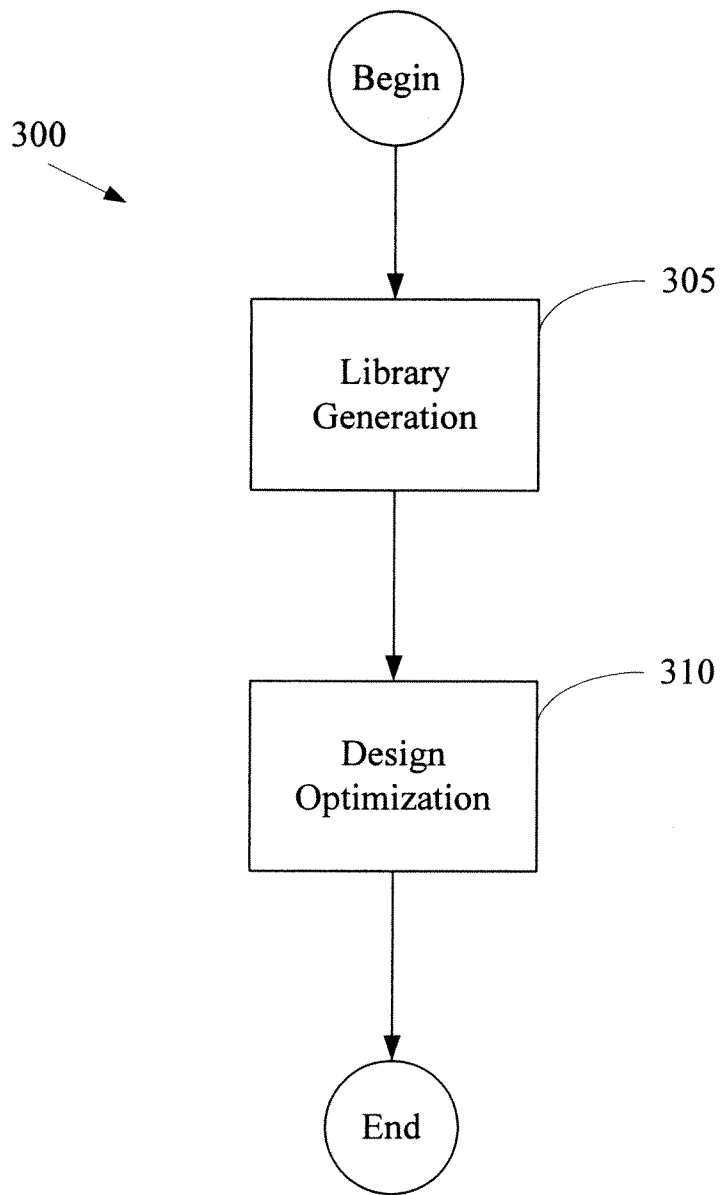 Begin
300
305
Library
Generation
310
Design
Optimization
End